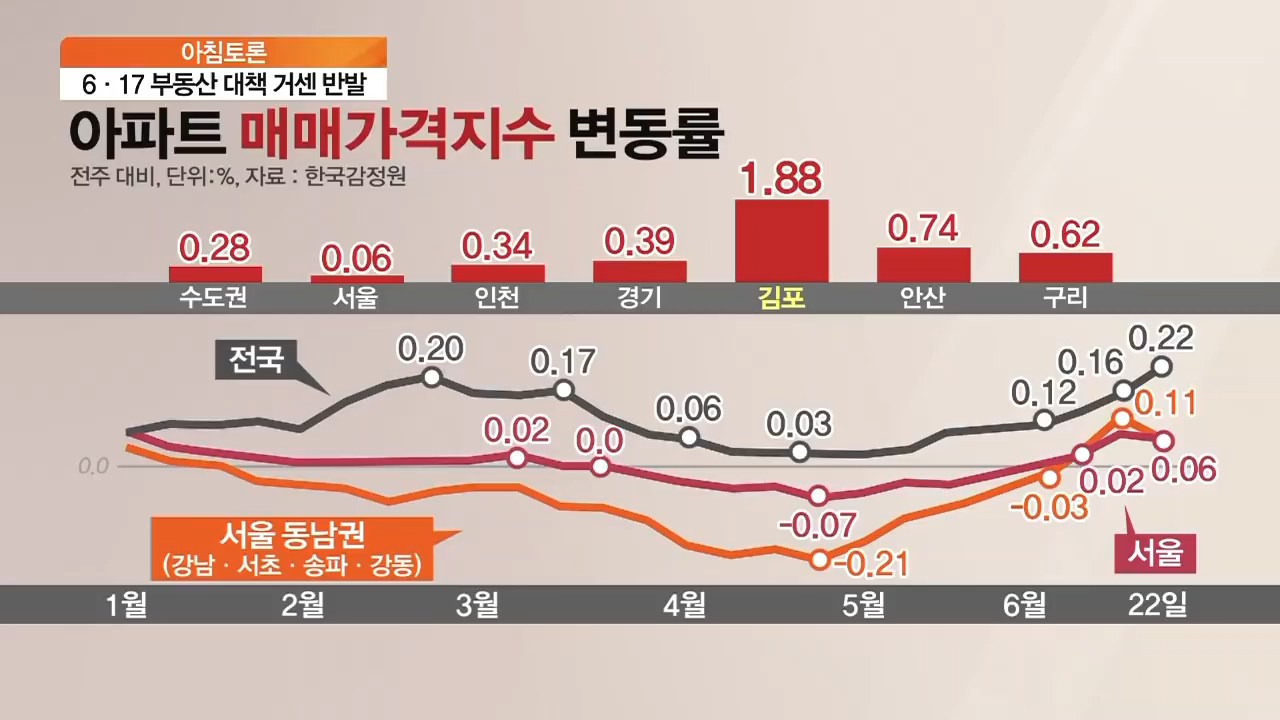 아침토론
6·17 부동산 대책 거센 반발
아파트 매매가격지수 변동률
전주 대비, 단위:%, 자료 : 한국감정원
0.28 0.06 0.34 0.39 1.88 0.74 0.62
수도권 서울 인천 경기 김포 안산 구리
전국 0.20 0.17 0.06 0.03 0.12 0.16 0.22
0.11
0.02 0.0
0.0
-0.07 -0.03 0.02 0.06
서울 동남권
(강남·서초·송파·강동)
-0.21
서울
1월 2월 3월 4월 5월 6월 22일